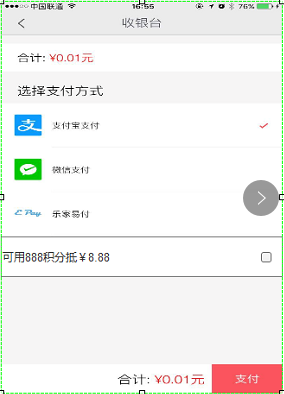 中国联通 16:55 76%
收银台
合计: ¥0.01元
选择支付方式
支付宝支付
微信支付
E Pay 乐家易付
可用888积分抵￥8.88
合计: ¥0.01元 支付